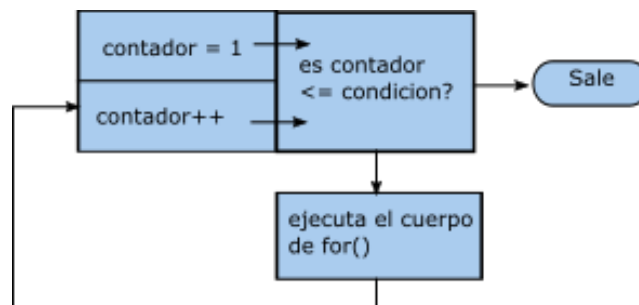 contador = 1
es contador
<= condicion?
Sale
contador++
ejecuta el cuerpo
de for()